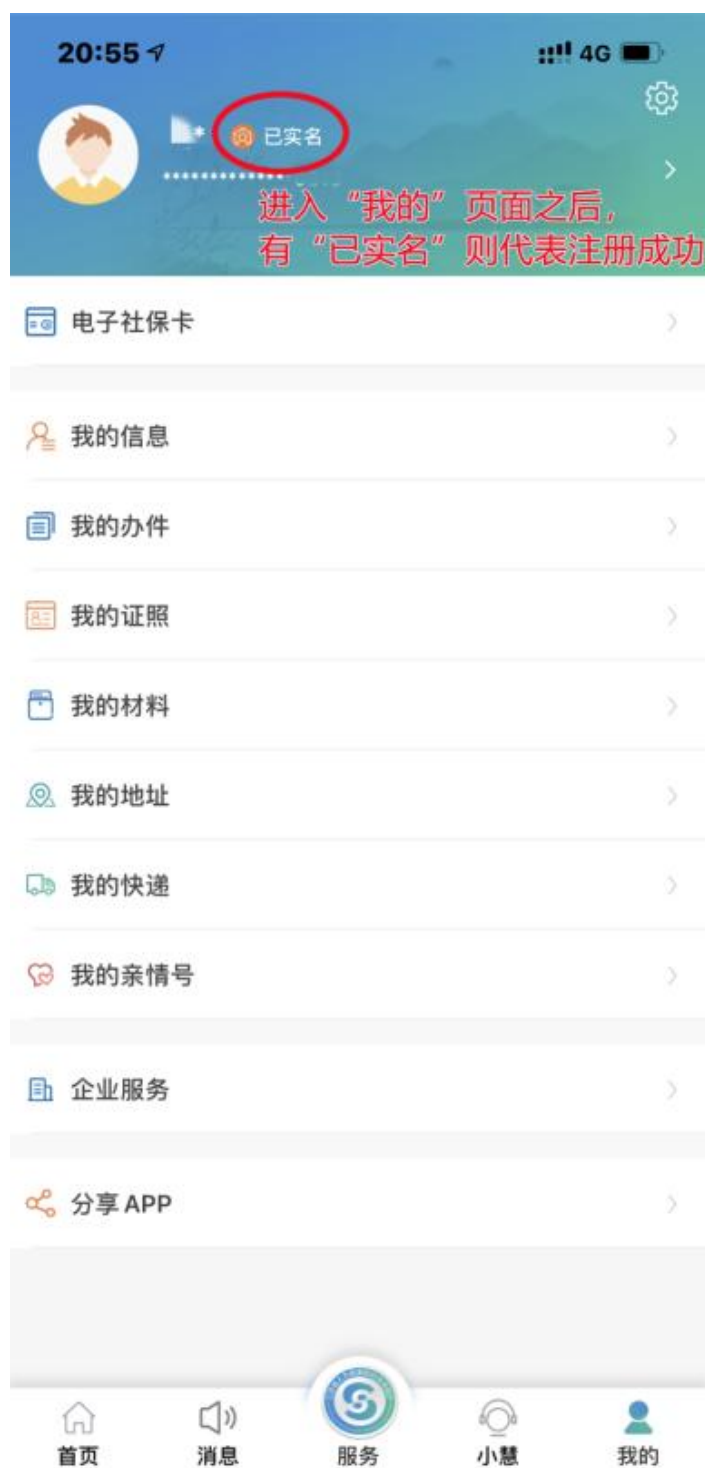 20:55
4G
已实名
进入“我的”页面之后，
有“已实名”则代表注册成功
电子社保卡
我的信息
我的办件
我的证照
我的材料
我的地址
我的快递
我的亲情号
企业服务
分享APP
首页
消息
服务
小慧
我的